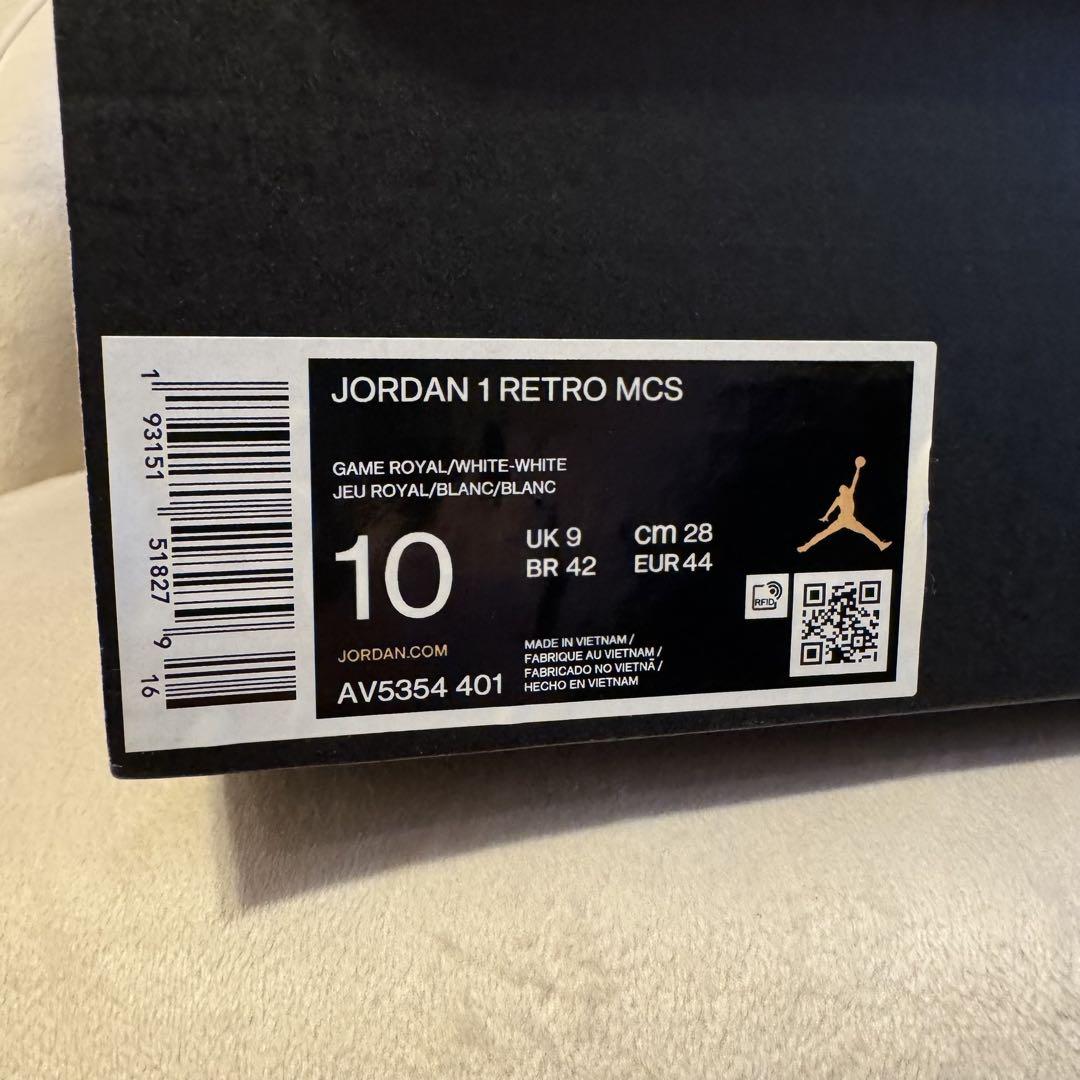 1 93151 51827 9 16
JORDAN 1 RETRO MCS
GAME ROYAL/WHITE-WHITE
JEU ROYAL/BLANC/BLANC
10
UK 9 cm 28
BR 42 EUR 44
RFID
JORDAN.COM
AV5354 401
MADE IN VIETNAM /
FABRIQUE AU VIETNAM /
FABRICADO NO VIETNÃ /
HECHO EN VIETNAM